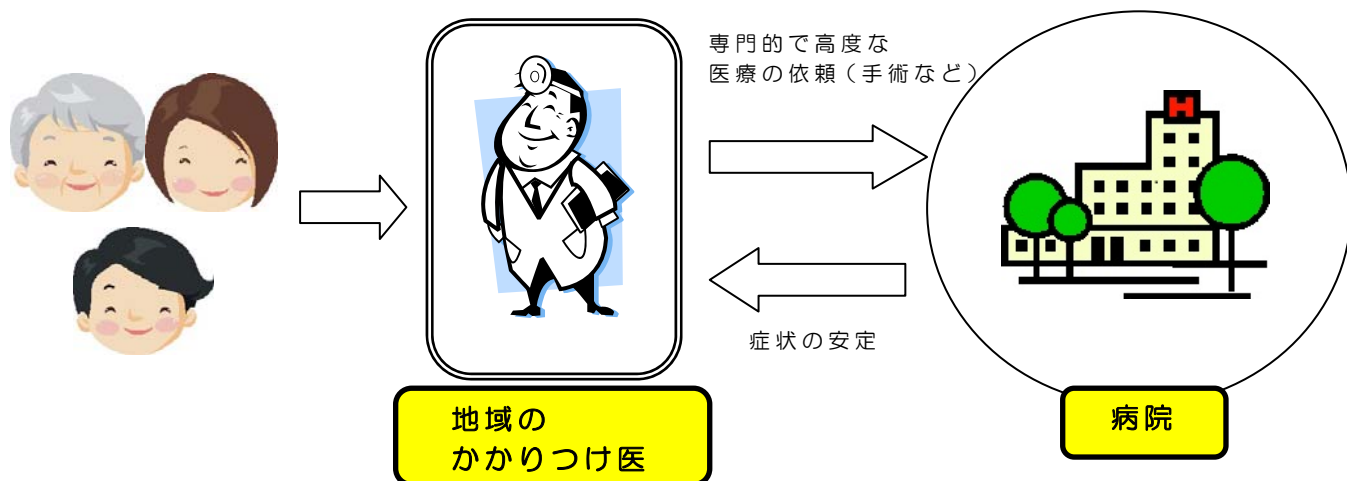 専門的で高度な
医療の依頼（手術など）
H
症状の安定
地域の
かかりつけ医
病院